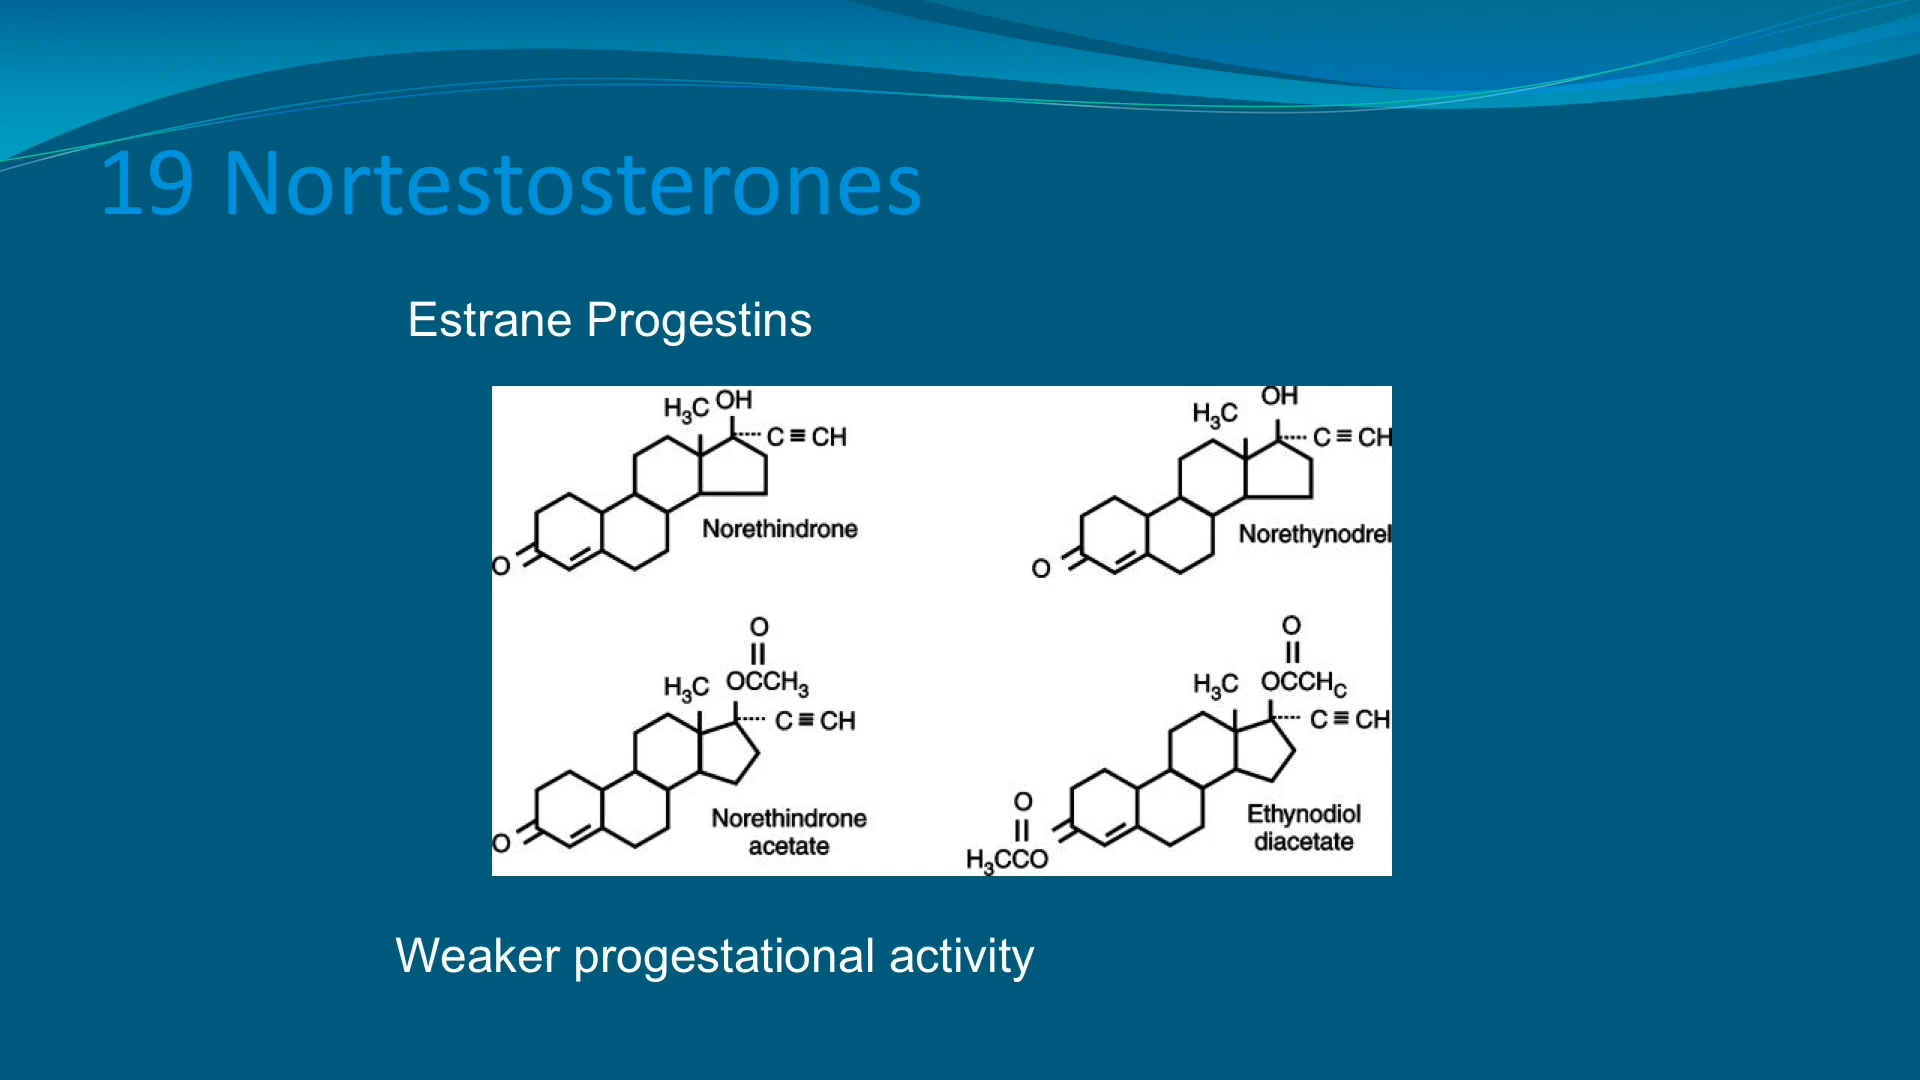 19 Nortestosterones
Estrane Progestins
H₃C OH
C≡CH
Norethindrone
O
OH
H₃C
C≡CH
Norethynodrel
O
O
H₃C OCCH₃
C≡CH
Norethindrone
acetate
O
O
H₃C OCCH꜀
C≡CH
O
Ethynodiol
diacetate
H₃CCO
Weaker progestational activity